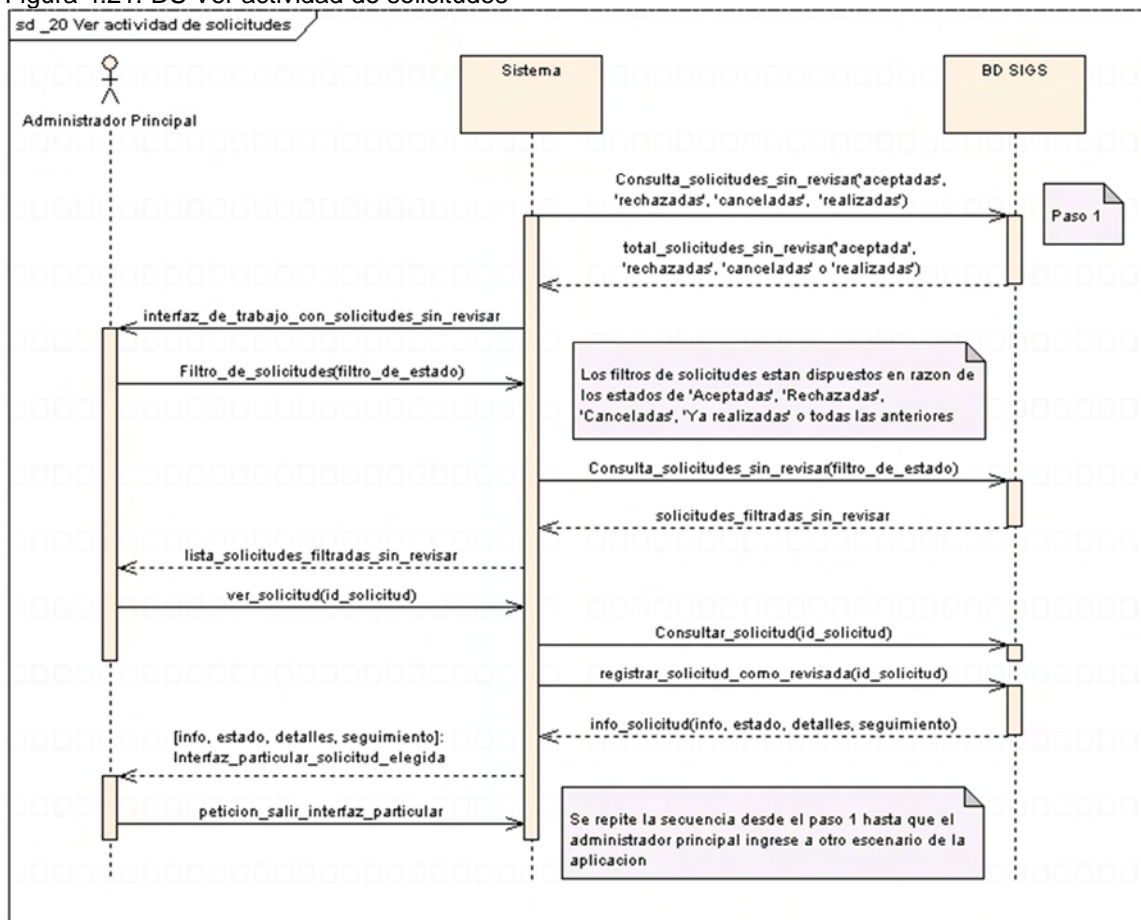 Figura 4.21: DS Ver actividad de solicitudes
sd _20 Ver actividad de solicitudes
Administrador Principal
Sistema
BD SIGS
Consulta_solicitudes_sin_revisar('aceptadas',
'rechazadas', 'canceladas', 'realizadas')
Paso 1
total_solicitudes_sin_revisar('aceptada',
'rechazadas', 'canceladas' o 'realizadas')
interfaz_de_trabajo_con_solicitudes_sin_revisar
Filtro_de_solicitudes(filtro_de_estado)
Los filtros de solicitudes estan dispuestos en razon de
los estados de 'Aceptadas', 'Rechazadas',
'Canceladas', 'Ya realizadas' o todas las anteriores
Consulta_solicitudes_sin_revisar(filtro_de_estado)
solicitudes_filtradas_sin_revisar
lista_solicitudes_filtradas_sin_revisar
ver_solicitud(id_solicitud)
Consultar_solicitud(id_solicitud)
registrar_solicitud_como_revisada(id_solicitud)
info_solicitud(info, estado, detalles, seguimiento)
[info, estado, detalles, seguimiento]:
Interfaz_particular_solicitud_elegida
peticion_salir_interfaz_particular
Se repite la secuencia desde el paso 1 hasta que el
administrador principal ingrese a otro escenario de la
aplicacion